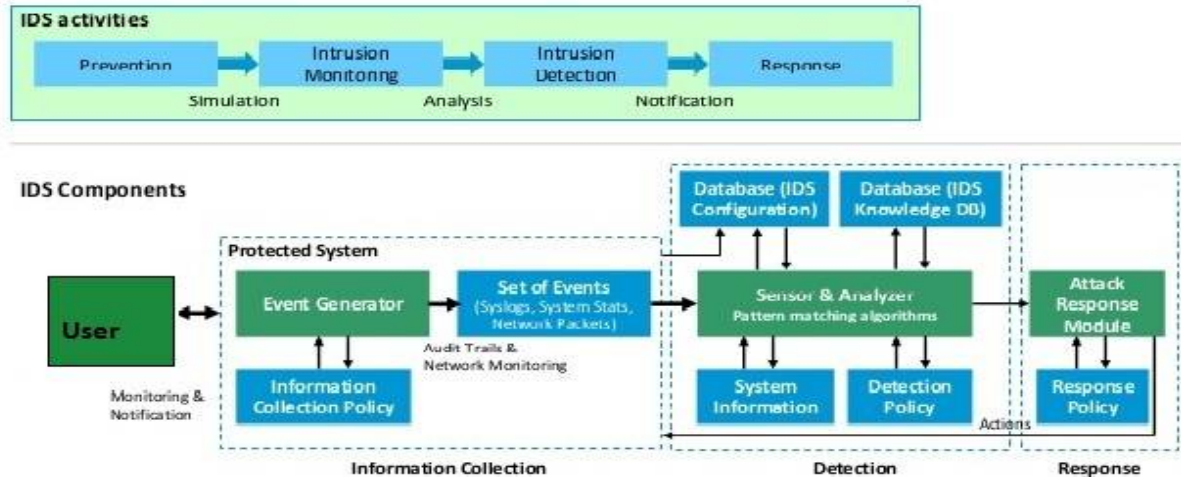 IDS activities
Prevention
Intrusion
Monitoring
Intrusion
Detection
Response
Simulation
Analysis
Notification
IDS Components
Database (IDS
Configuration)
Database (IDS
Knowledge DB)
Protected System
User
Event Generator
Set of Events
(Syslogs, System Stats,
Network Packets)
Sensor & Analyzer
Pattern matching algorithms
Attack
Response
Module
Audit Trails &
Network Monitoring
Monitoring &
Notification
Information
Collection Policy
System
Information
Detection
Policy
Response
Policy
Actions
Information Collection
Detection
Response